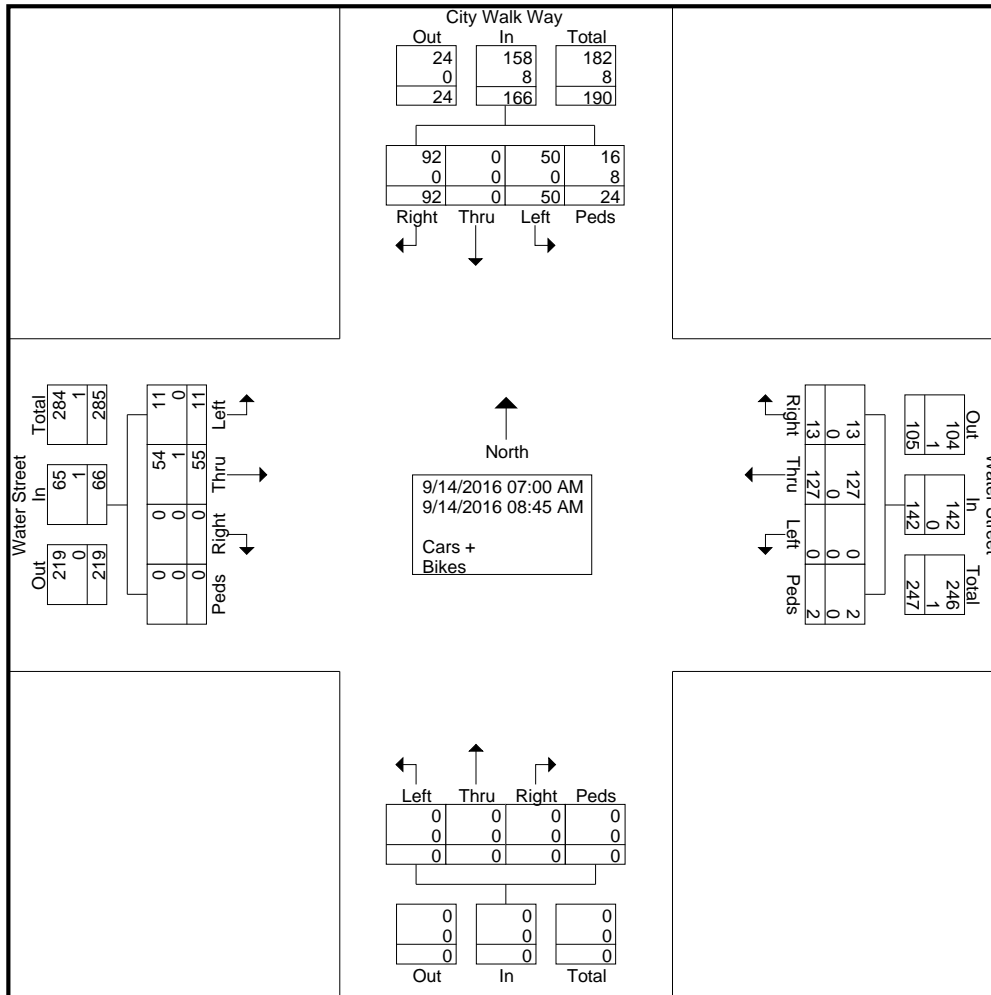 City Walk Way
Out In Total
24 158 182
0 8 8
24 166 190
92 0 50 16
0 0 0 8
92 0 50 24
Right Thru Left Peds
Water Street
Total In Out
284 65 219
1 1 0
285 66 219
11 54 0 0
0 1 0 0
11 55 0 0
Left Thru Right Peds
North
9/14/2016 07:00 AM
9/14/2016 08:45 AM
Cars +
Bikes
Right Thru Left Peds
13 127 0 2
0 0 0 0
13 127 0 2
Out In Total
104 142 246
1 0 1
105 142 247
Water Street
Left Thru Right Peds
0 0 0 0
0 0 0 0
0 0 0 0
0 0 0
0 0 0
0 0 0
Out In Total